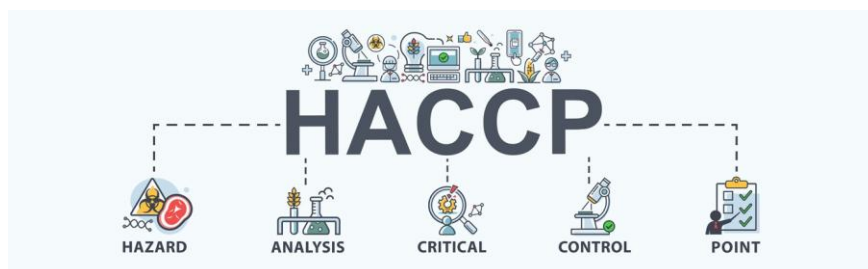 HACCP
HAZARD
ANALYSIS
CRITICAL
CONTROL
POINT